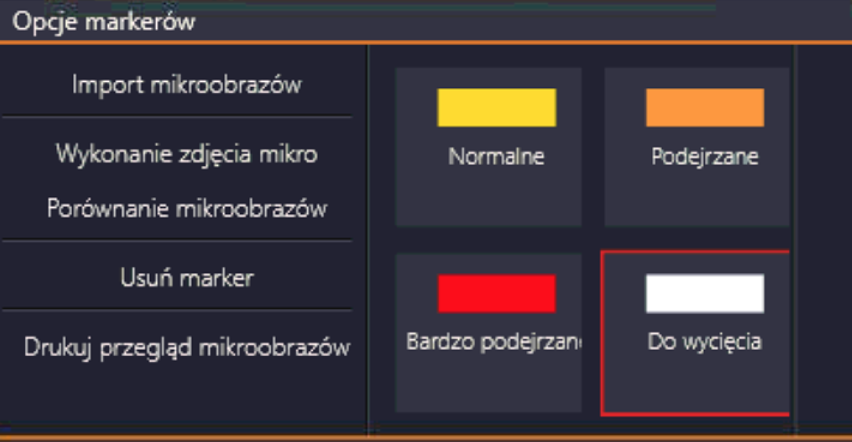 Opcje markerów
Import mikroobrazów
Wykonanie zdjęcia mikro
Porównanie mikroobrazów
Usuń marker
Drukuj przegląd mikroobrazów
Normalne
Podejrzane
Bardzo podejrzan
Do wycięcia